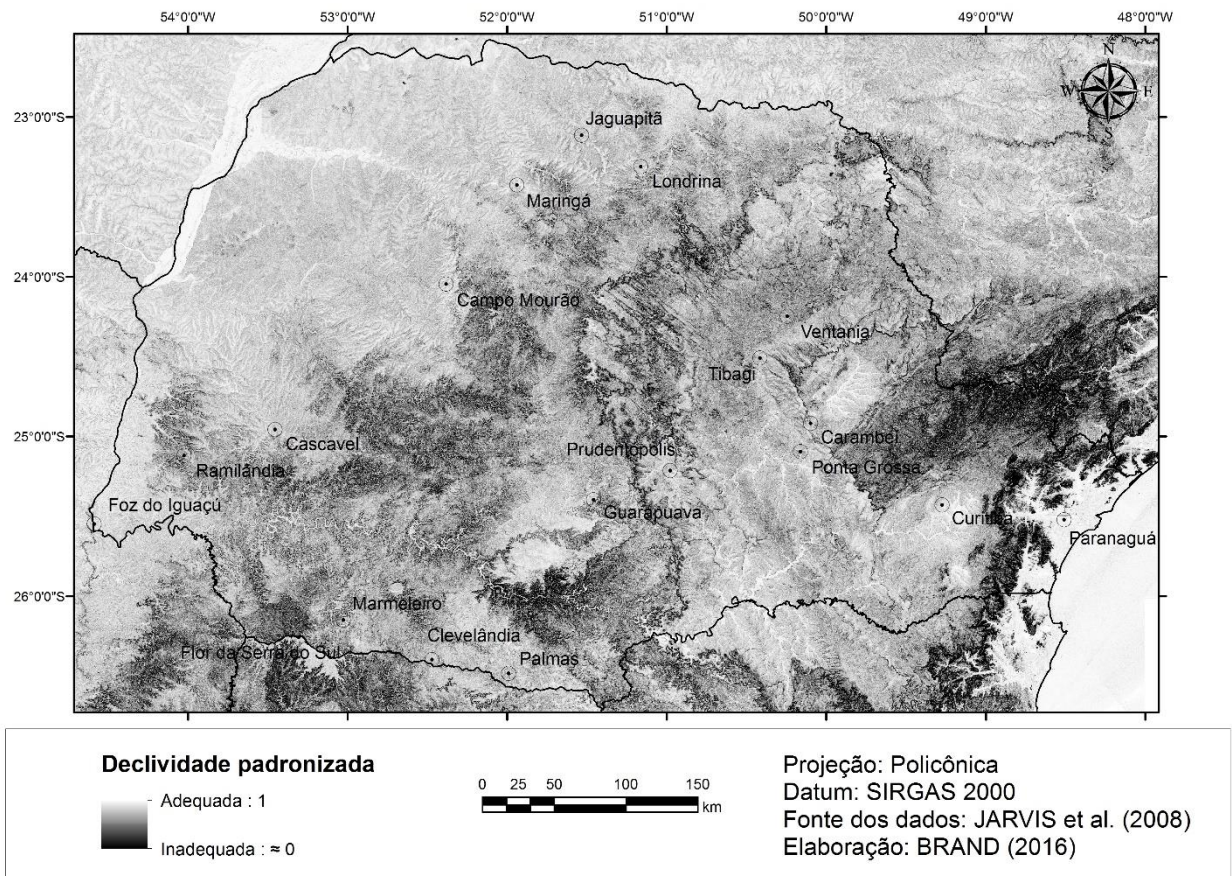 54°0'0"W 53°0'0"W 52°0'0"W 51°0'0"W 50°0'0"W 49°0'0"W 48°0'0"W
N
W E
S
23°0'0"S
24°0'0"S
25°0'0"S
26°0'0"S
Jaguapitã
Londrina
Maringá
Campo Mourão
Ventania
Tibagi
Carambeí
Cascavel
Prudentópolis
Ponta Grossa
Ramilândia
Foz do Iguaçú
Guarapuava
Curitiba
Paranaguá
Marmeleiro
Clevelândia
Flor da Serra do Sul
Palmas
Declividade padronizada
Adequada : 1
Inadequada : ≈ 0
0 25 50 100 150
km
Projeção: Policônica
Datum: SIRGAS 2000
Fonte dos dados: JARVIS et al. (2008)
Elaboração: BRAND (2016)